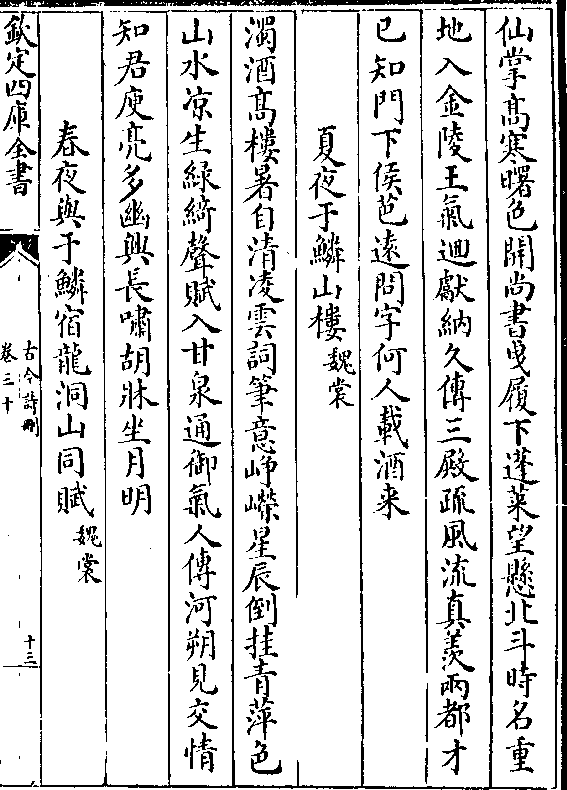 仙掌髙寒曙色開尚書曵履下蓬萊望懸北斗時名重
地入金陵王氣迴獻納久傳三殿疏風流真羨兩都才
已知門下侯芭逺問字何人載酒来
夏夜于鱗山樓魏裳
濁酒髙樓暑自清凌雲詞筆意崢嶸星辰倒挂青萍色
山水凉生緑綺聲賦入甘泉通御氣人傳河朔見交情
知君庾亮多幽興長嘯胡牀坐月明
春夜與于鱗宿龍洞山同賦魏裳
欽定四庫全書
古今詩刪
卷三十
十三